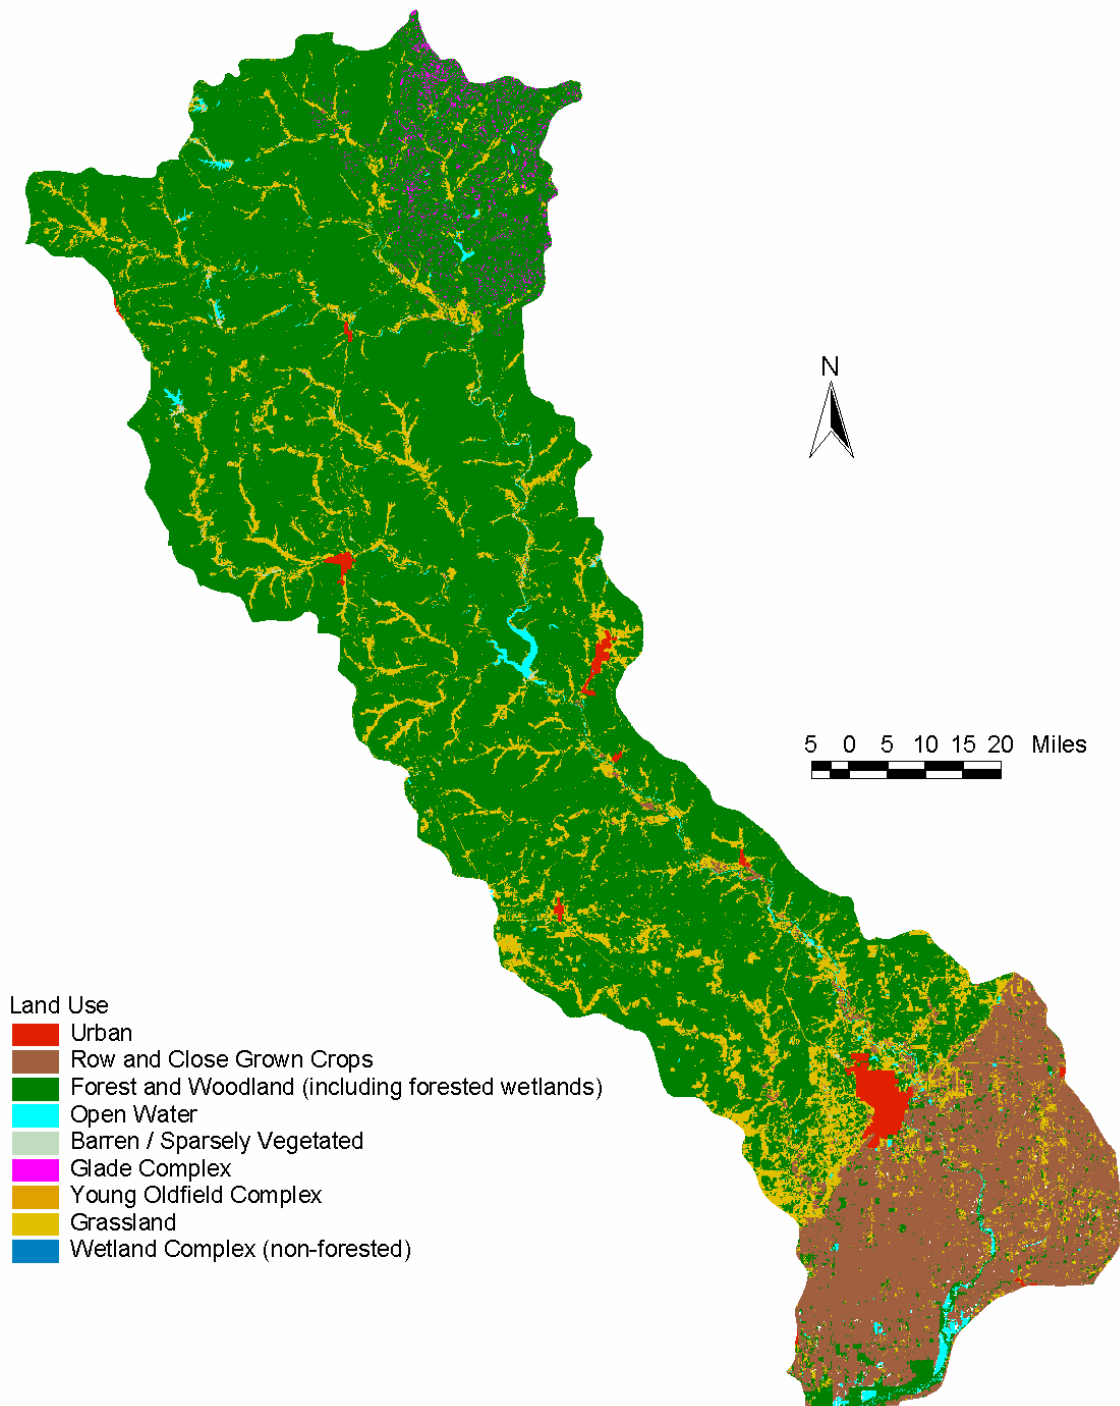 N
5 0 5 10 15 20 Miles
Land Use
Urban
Row and Close Grown Crops
Forest and Woodland (including forested wetlands)
Open Water
Barren / Sparsely Vegetated
Glade Complex
Young Oldfield Complex
Grassland
Wetland Complex (non-forested)